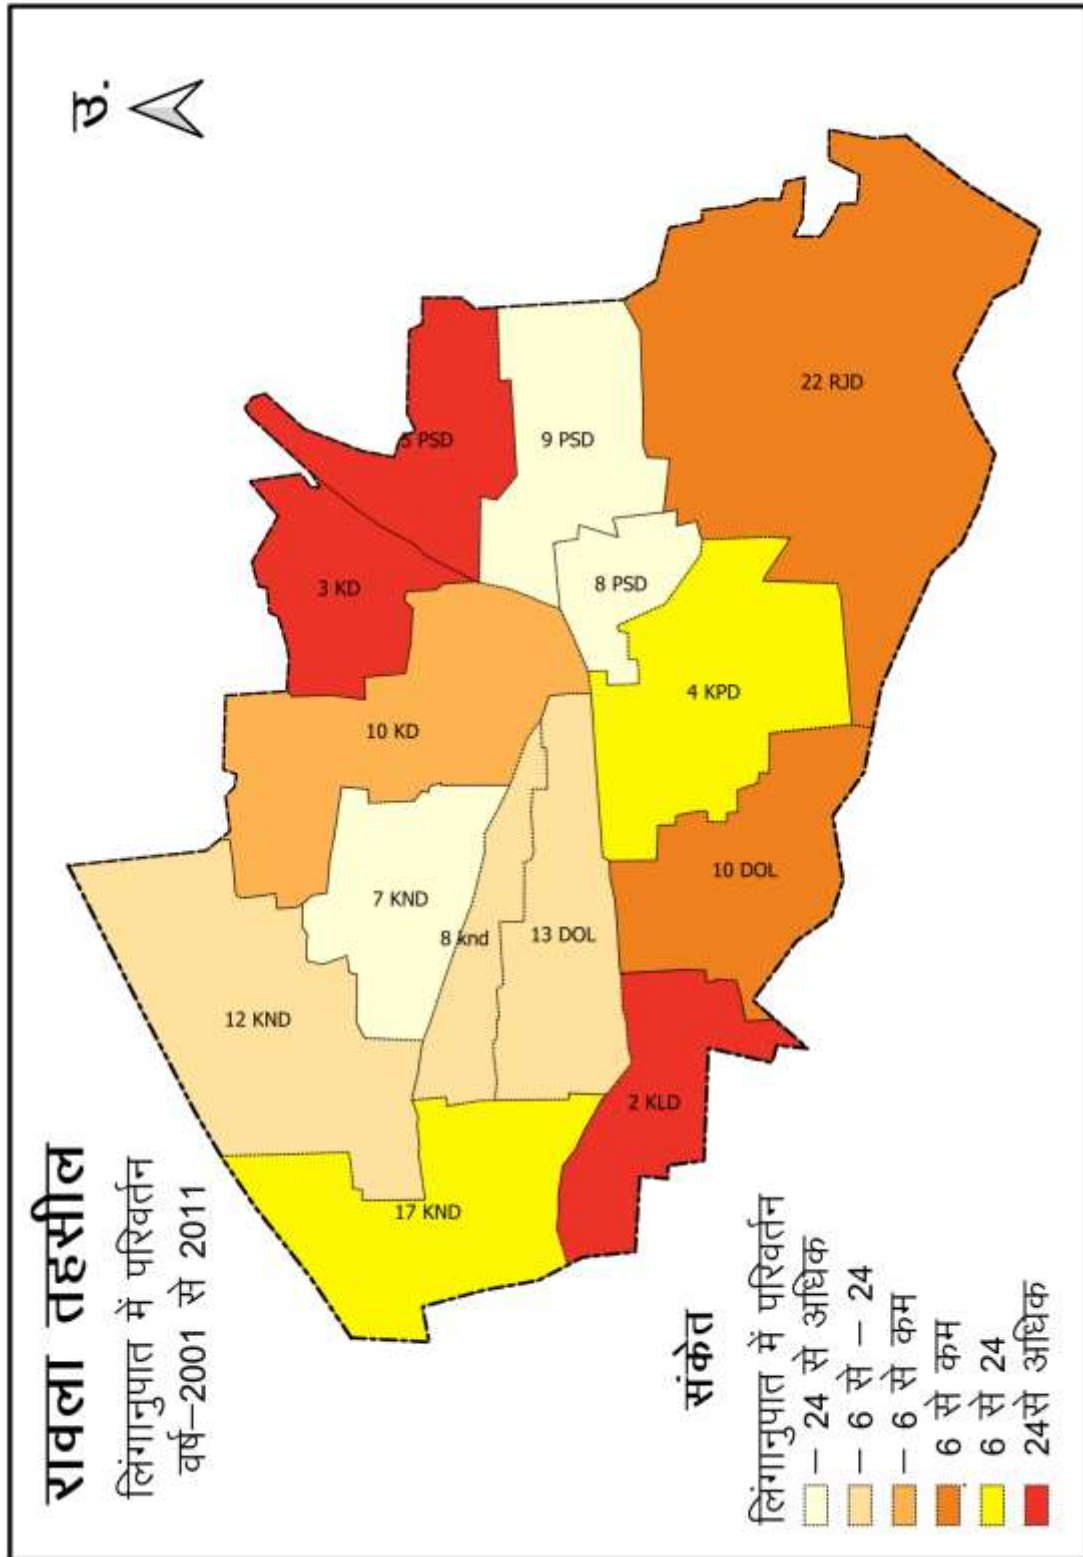 रावला तहसील
लिंगानुपात में परिवर्तन
वर्ष–2001 से 2011
उ.
5 PSD
3 KD
9 PSD
22 RJD
8 PSD
10 KD
4 KPD
7 KND
8 knd
13 DOL
10 DOL
12 KND
2 KLD
17 KND
संकेत
लिंगानुपात में परिवर्तन
– 24 से अधिक
– 6 से – 24
– 6 से कम
6 से कम
6 से 24
24से अधिक